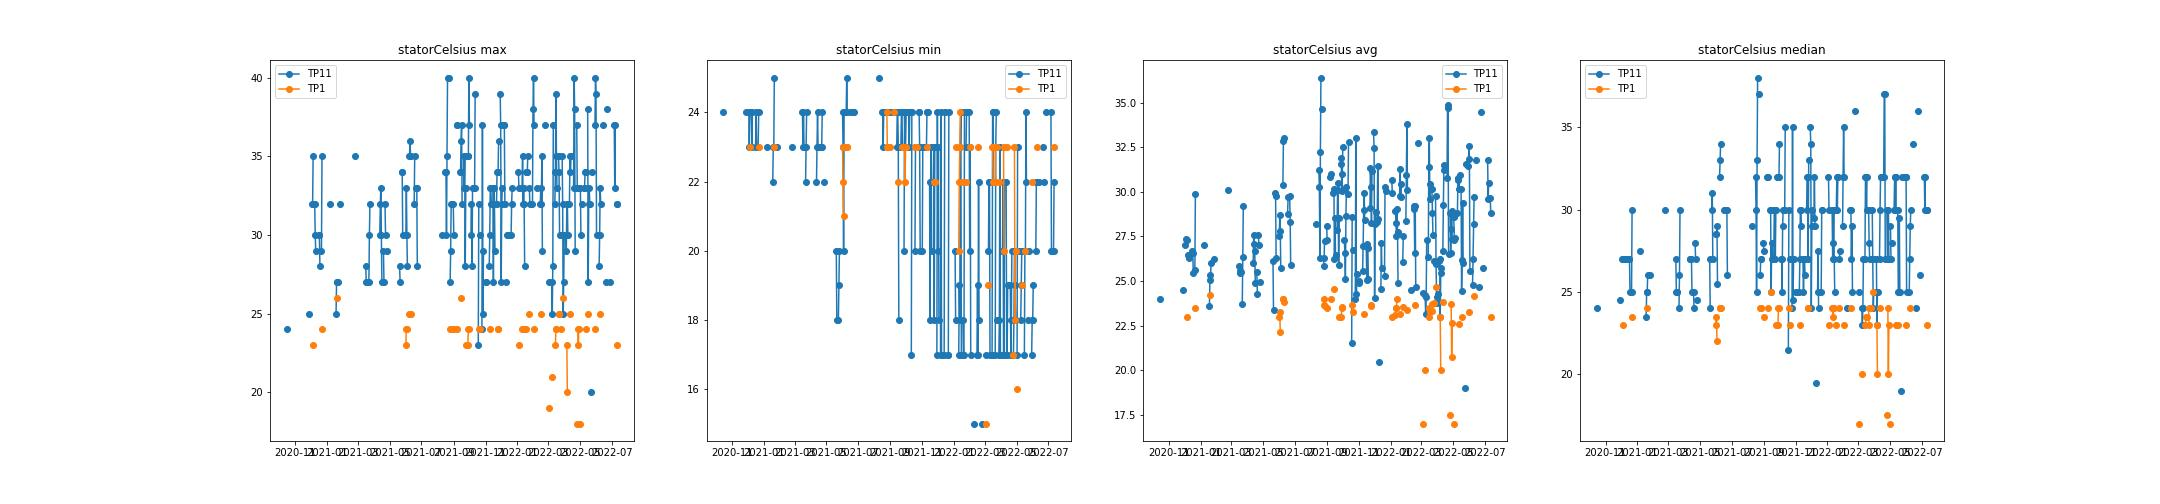 statorCelsius max
TP11
TP1
40
35
30
25
20
2020-11 2021-01 2021-03 2021-05 2021-07 2021-09 2021-11 2022-01 2022-03 2022-05 2022-07
statorCelsius min
TP11
TP1
24
22
20
18
16
2020-11 2021-01 2021-03 2021-05 2021-07 2021-09 2021-11 2022-01 2022-03 2022-05 2022-07
statorCelsius avg
TP11
TP1
35.0
32.5
30.0
27.5
25.0
22.5
20.0
17.5
2020-11 2021-01 2021-03 2021-05 2021-07 2021-09 2021-11 2022-01 2022-03 2022-05 2022-07
statorCelsius median
TP11
TP1
35
30
25
20
2020-11 2021-01 2021-03 2021-05 2021-07 2021-09 2021-11 2022-01 2022-03 2022-05 2022-07